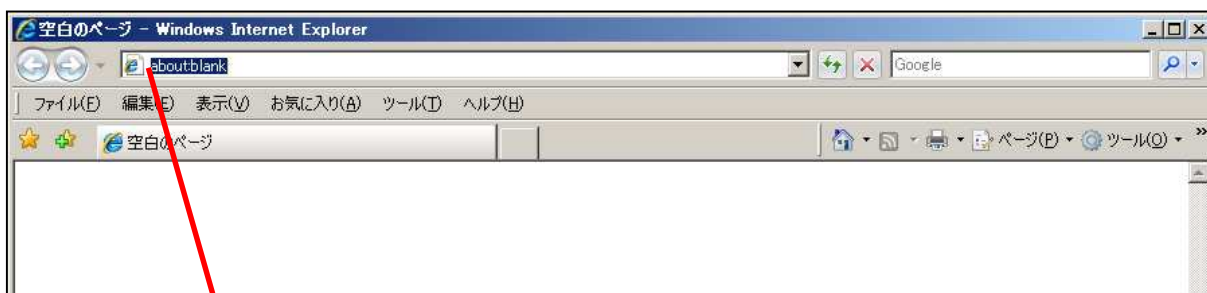 空白のページ - Windows Internet Explorer
about:blank
Google
ファイル(F) 編集(E) 表示(V) お気に入り(A) ツール(T) ヘルプ(H)
空白のページ
ページ(P) ツール(O) »